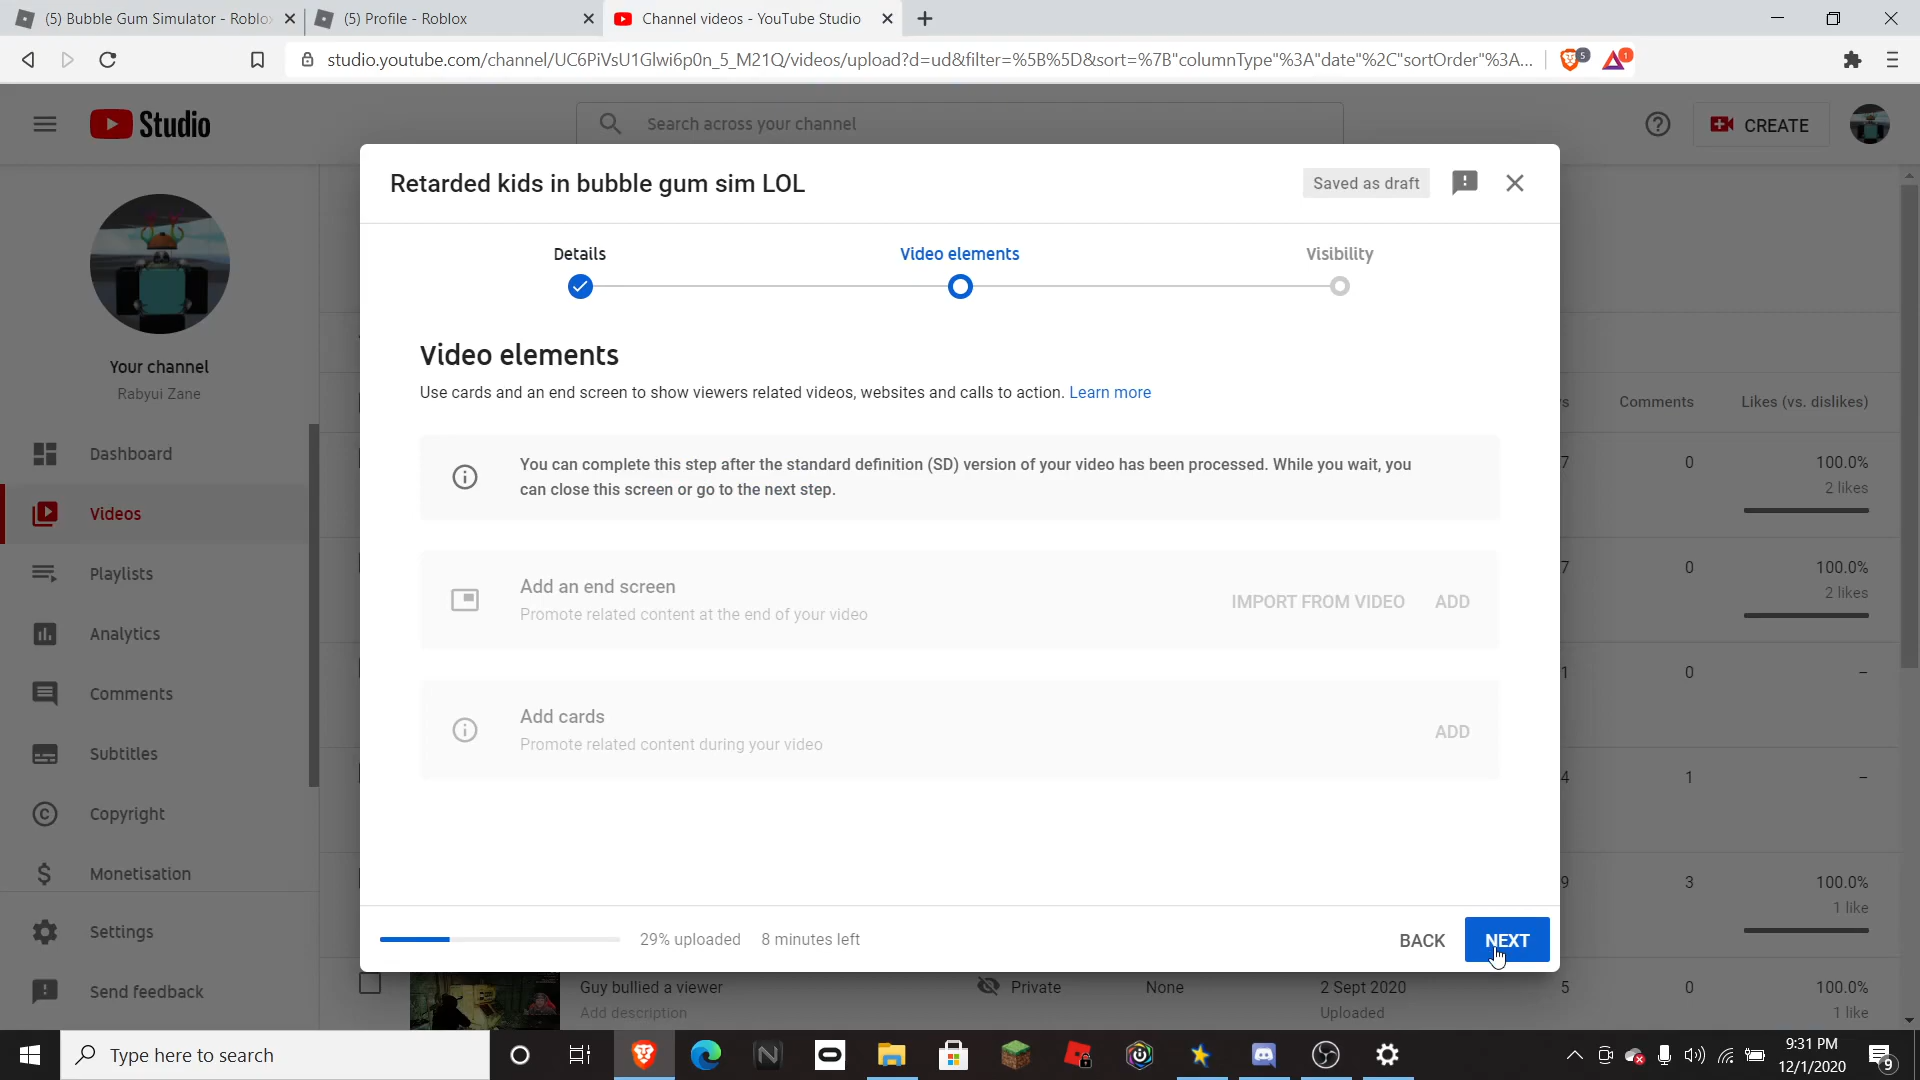 (5) Bubble Gum Simulator - Roblo
(5) Profile - Roblox
Channel videos - YouTube Studio
studio.youtube.com/channel/UC6PiVsU1Glwi6p0n_5_M21Q/videos/upload?d=ud&filter=%5B%5D&sort=%7B"columnType"%3A"date"%2C"sortOrder"%3A...
5
1
Studio
Search across your channel
CREATE
Retarded kids in bubble gum sim LOL
Saved as draft
Details
Video elements
Visibility
Your channel
Rabyui Zane
Video elements
Use cards and an end screen to show viewers related videos, websites and calls to action. Learn more
s
Comments
Likes (vs. dislikes)
Dashboard
You can complete this step after the standard definition (SD) version of your video has been processed. While you wait, you
can close this screen or go to the next step.
7
0
100.0%
2 likes
Videos
Playlists
7
0
100.0%
2 likes
Add an end screen
Promote related content at the end of your video
IMPORT FROM VIDEO
ADD
Analytics
Comments
1
0
–
Add cards
Promote related content during your video
ADD
Subtitles
4
1
–
Copyright
Monetisation
9
3
100.0%
1 like
Settings
29% uploaded
8 minutes left
BACK
NEXT
Send feedback
Guy bullied a viewer
Add description
Private
None
2 Sept 2020
Uploaded
5
0
100.0%
1 like
Type here to search
9:31 PM
12/1/2020
9